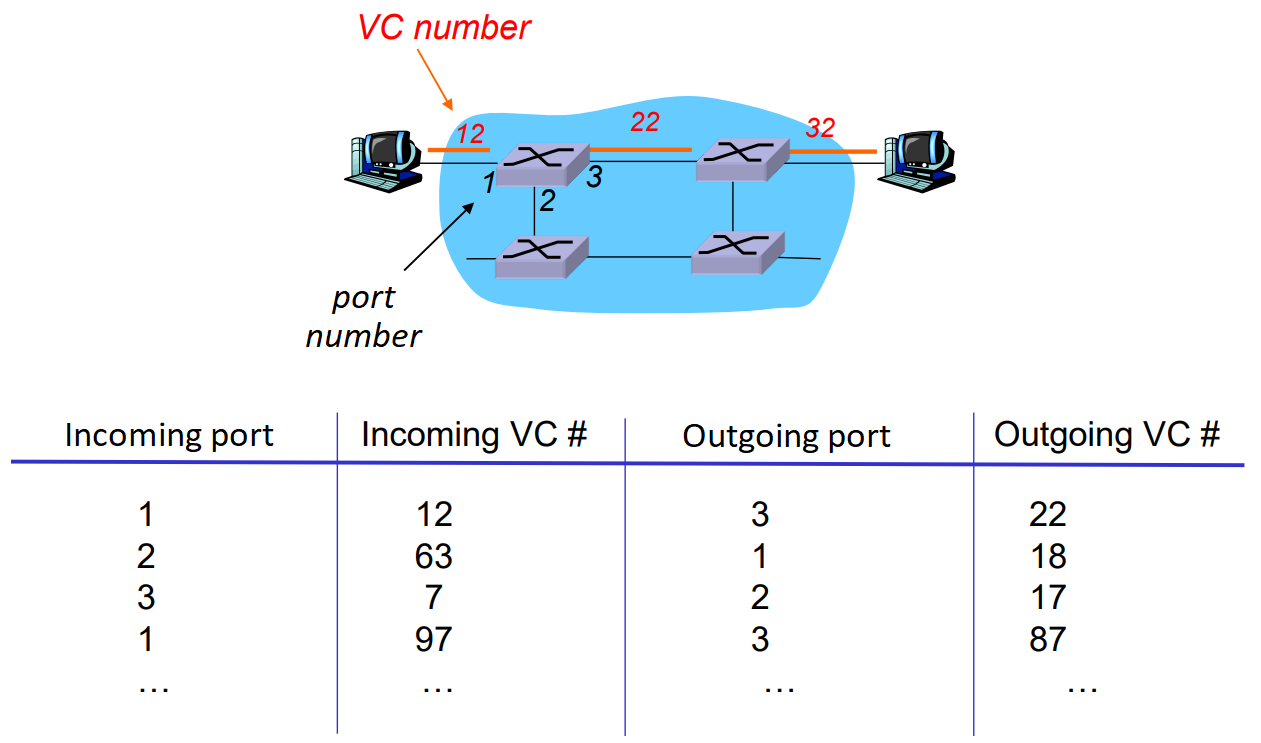 VC number
12
22
32
1
3
2
port
number
Incoming port Incoming VC # Outgoing port Outgoing VC #
1 12 3 22
2 63 1 18
3 7 2 17
1 97 3 87
… … … …